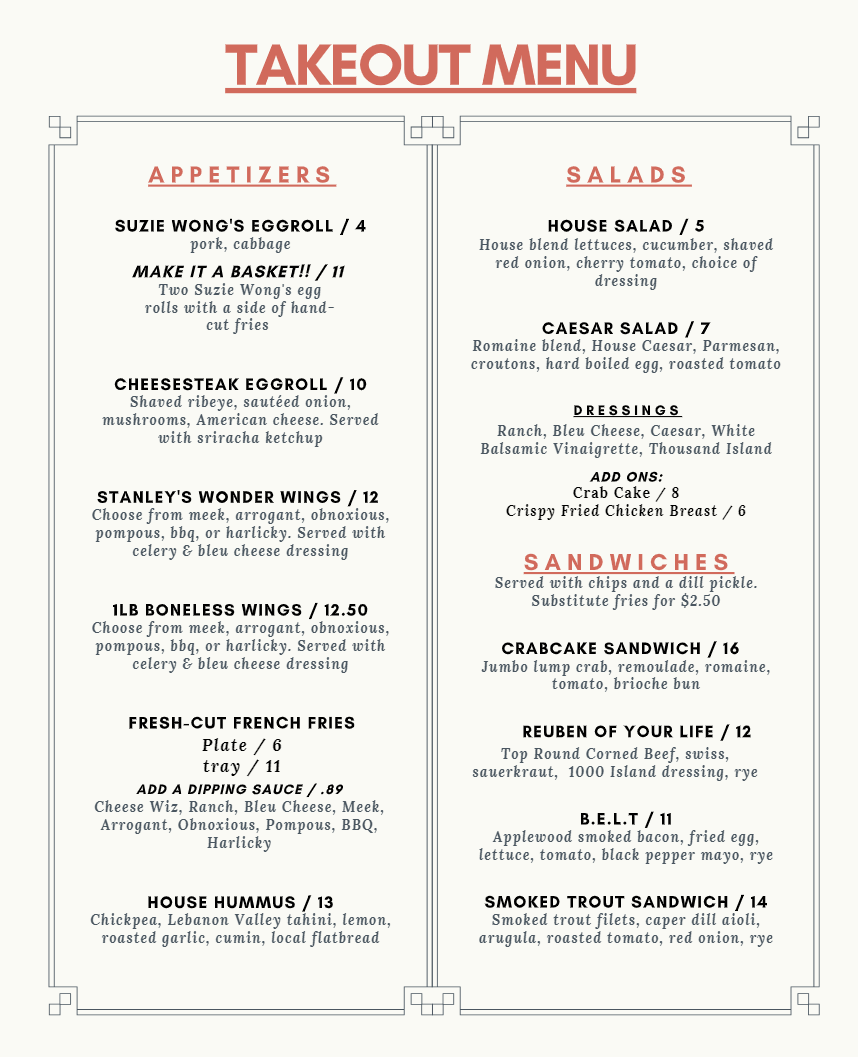 TAKEOUT MENU
APPETIZERS
SUZIE WONG'S EGGROLL / 4
pork, cabbage
MAKE IT A BASKET!! / 11
Two Suzie Wong's egg
rolls with a side of hand-
cut fries
CHEESESTEAK EGGROLL / 10
Shaved ribeye, sautéed onion,
mushrooms, American cheese. Served
with sriracha ketchup
STANLEY'S WONDER WINGS / 12
Choose from meek, arrogant, obnoxious,
pompous, bbq, or harlicky. Served with
celery & bleu cheese dressing
1LB BONELESS WINGS / 12.50
Choose from meek, arrogant, obnoxious,
pompous, bbq, or harlicky. Served with
celery & bleu cheese dressing
FRESH-CUT FRENCH FRIES
Plate / 6
tray / 11
ADD A DIPPING SAUCE / .89
Cheese Wiz, Ranch, Bleu Cheese, Meek,
Arrogant, Obnoxious, Pompous, BBQ,
Harlicky
HOUSE HUMMUS / 13
Chickpea, Lebanon Valley tahini, lemon,
roasted garlic, cumin, local flatbread
SALADS
HOUSE SALAD / 5
House blend lettuces, cucumber, shaved
red onion, cherry tomato, choice of
dressing
CAESAR SALAD / 7
Romaine blend, House Caesar, Parmesan,
croutons, hard boiled egg, roasted tomato
DRESSINGS
Ranch, Bleu Cheese, Caesar, White
Balsamic Vinaigrette, Thousand Island
ADD ONS:
Crab Cake / 8
Crispy Fried Chicken Breast / 6
SANDWICHES
Served with chips and a dill pickle.
Substitute fries for $2.50
CRABCAKE SANDWICH / 16
Jumbo lump crab, remoulade, romaine,
tomato, brioche bun
REUBEN OF YOUR LIFE / 12
Top Round Corned Beef, swiss,
sauerkraut, 1000 Island dressing, rye
B.E.L.T / 11
Applewood smoked bacon, fried egg,
lettuce, tomato, black pepper mayo, rye
SMOKED TROUT SANDWICH / 14
Smoked trout filets, caper dill aioli,
arugula, roasted tomato, red onion, rye